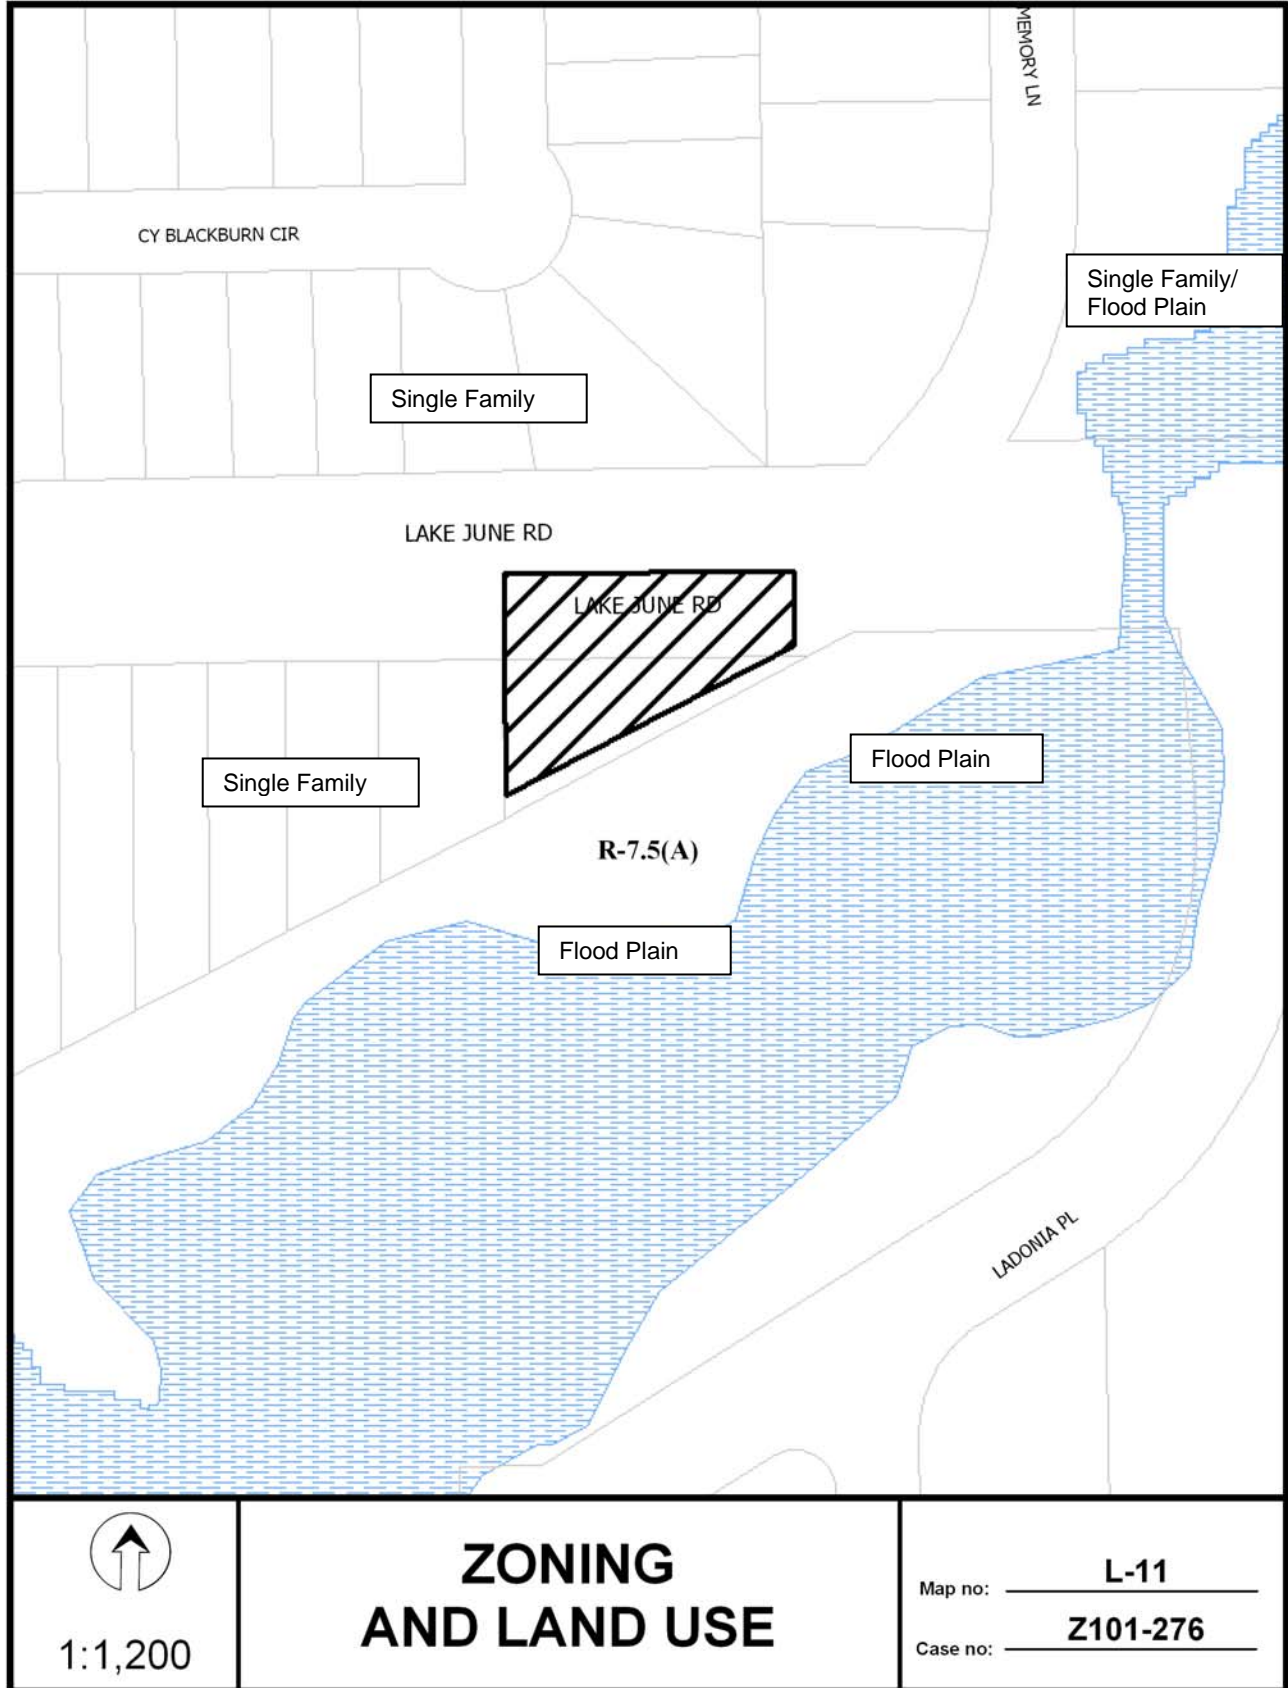 MEMORY LN
CY BLACKBURN CIR
Single Family/
Flood Plain
Single Family
LAKE JUNE RD
LAKE JUNE RD
Flood Plain
Single Family
R-7.5(A)
Flood Plain
LADONIA PL
1:1,200
ZONING
AND LAND USE
Map no: L-11
Case no: Z101-276